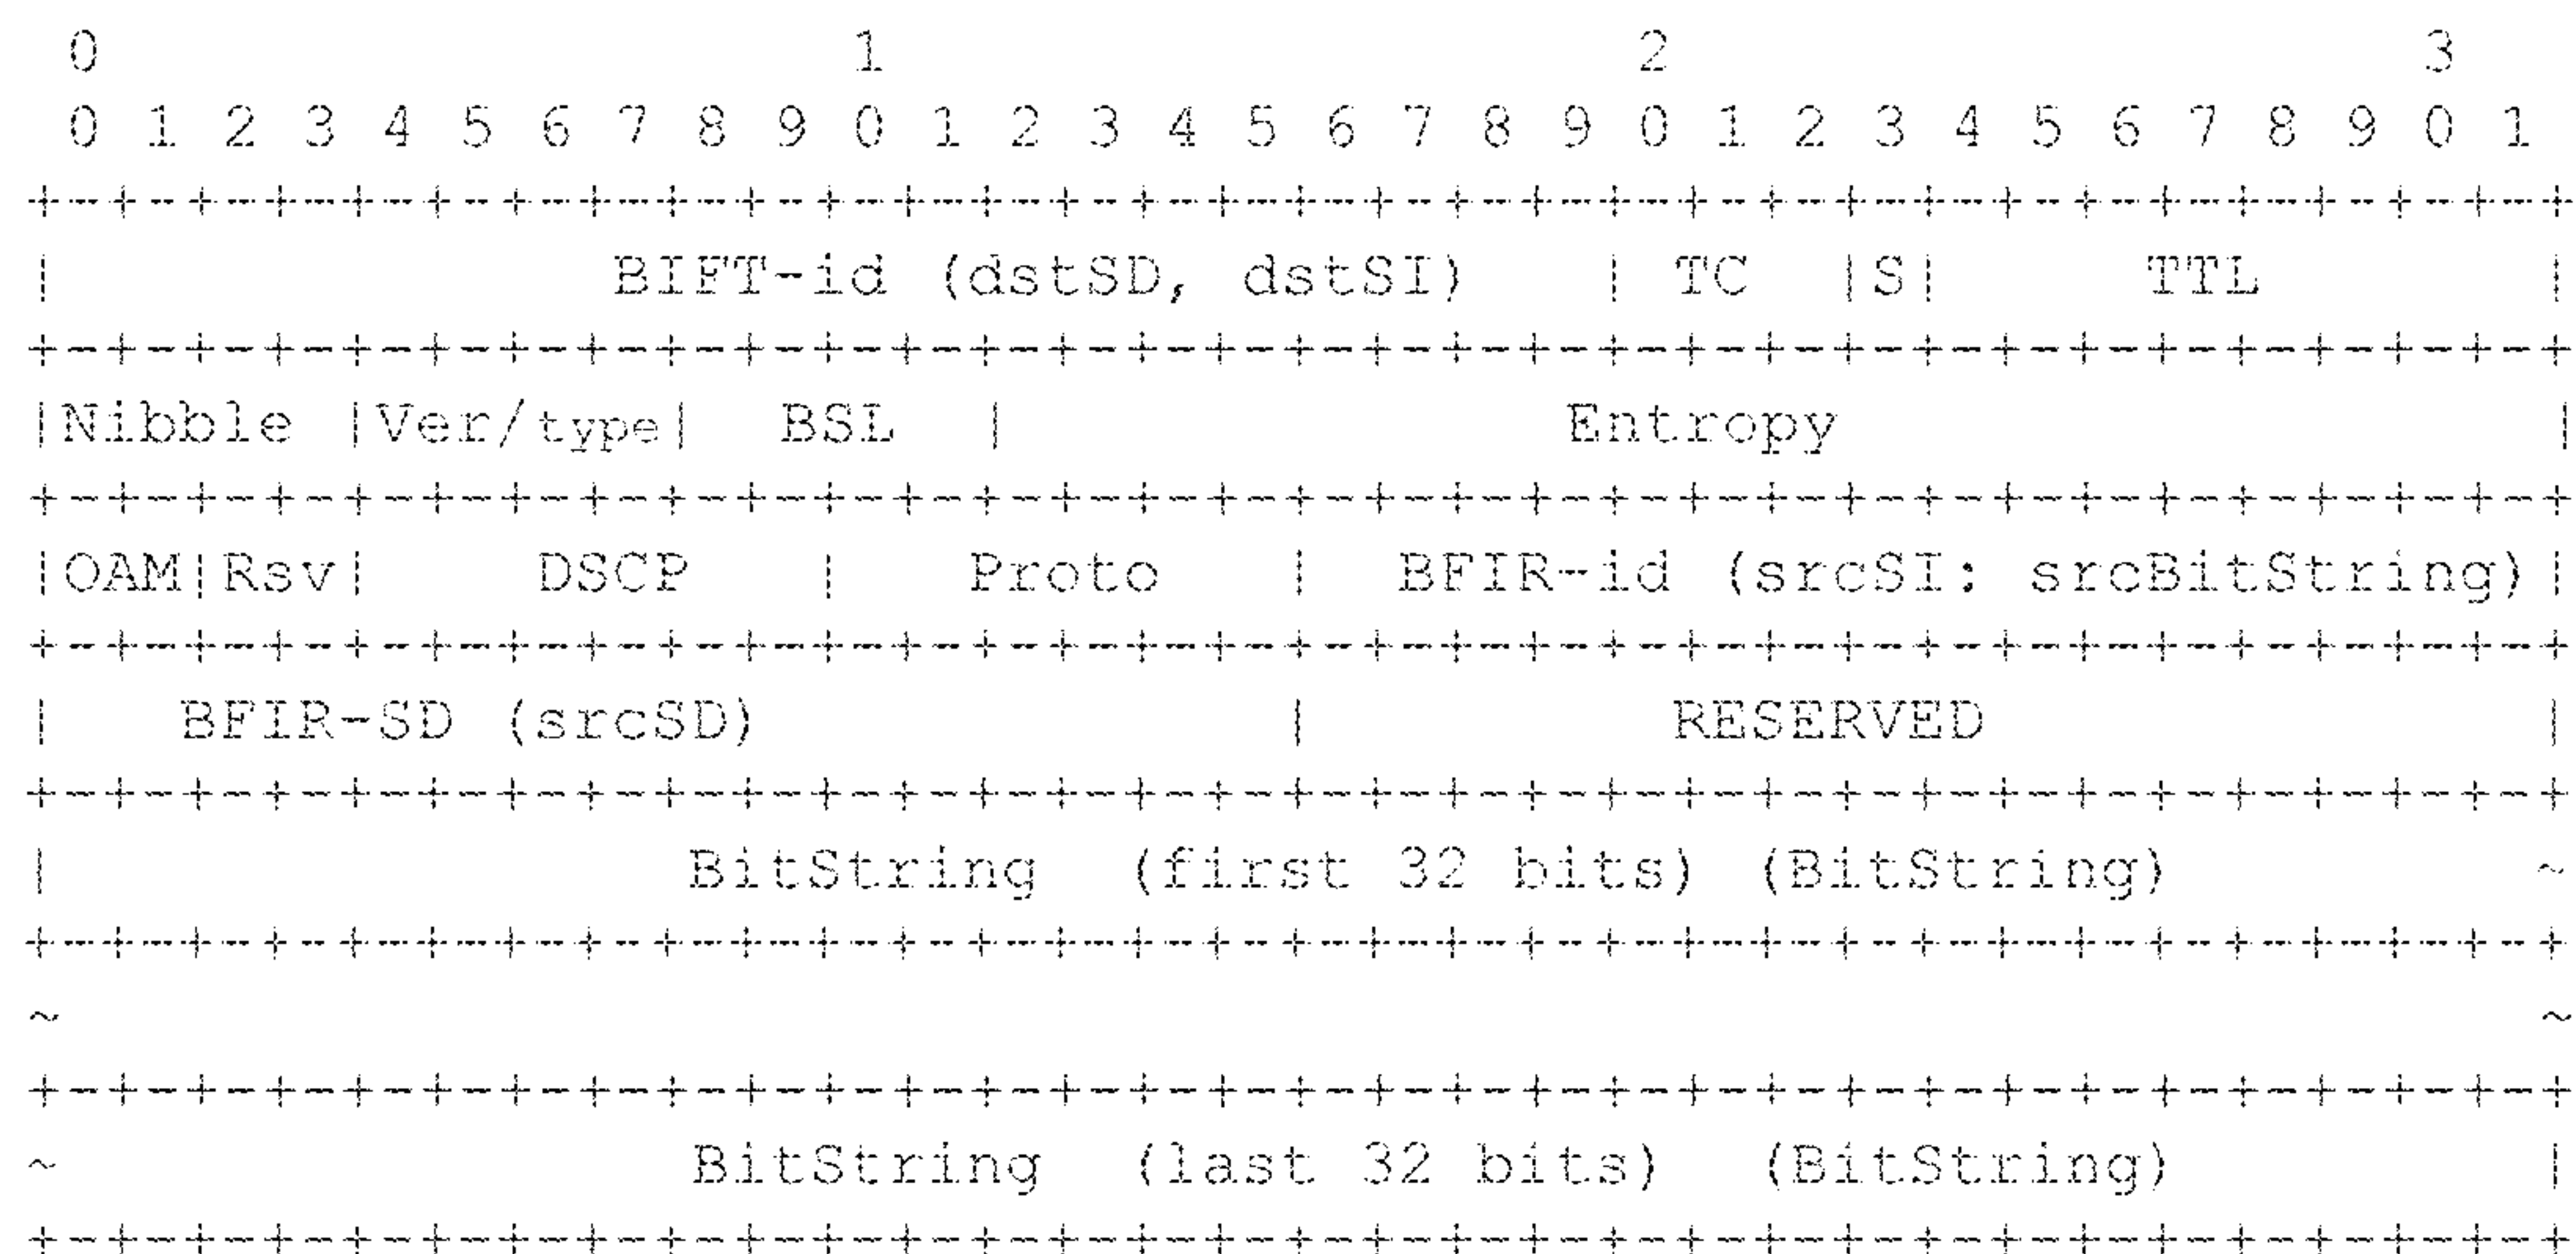 0                   1                   2                   3
0 1 2 3 4 5 6 7 8 9 0 1 2 3 4 5 6 7 8 9 0 1 2 3 4 5 6 7 8 9 0 1
+-+-+-+-+-+-+-+-+-+-+-+-+-+-+-+-+-+-+-+-+-+-+-+-+-+-+-+-+-+-+-+-+
| BIFT-id (dstSD, dstSI) | TC |S| TTL |
+-+-+-+-+-+-+-+-+-+-+-+-+-+-+-+-+-+-+-+-+-+-+-+-+-+-+-+-+-+-+-+-+
|Nibble |Ver/type| BSL | Entropy |
+-+-+-+-+-+-+-+-+-+-+-+-+-+-+-+-+-+-+-+-+-+-+-+-+-+-+-+-+-+-+-+-+
|OAM|Rsv| DSCP | Proto | BFIR-id (srcSI: srcBitString)|
+-+-+-+-+-+-+-+-+-+-+-+-+-+-+-+-+-+-+-+-+-+-+-+-+-+-+-+-+-+-+-+-+
| BFIR-SD (srcSD) | RESERVED |
+-+-+-+-+-+-+-+-+-+-+-+-+-+-+-+-+-+-+-+-+-+-+-+-+-+-+-+-+-+-+-+-+
| BitString (first 32 bits) (BitString) ~
+-+-+-+-+-+-+-+-+-+-+-+-+-+-+-+-+-+-+-+-+-+-+-+-+-+-+-+-+-+-+-+-+
~ ~
+-+-+-+-+-+-+-+-+-+-+-+-+-+-+-+-+-+-+-+-+-+-+-+-+-+-+-+-+-+-+-+-+
~ BitString (last 32 bits) (BitString) |
+-+-+-+-+-+-+-+-+-+-+-+-+-+-+-+-+-+-+-+-+-+-+-+-+-+-+-+-+-+-+-+-+